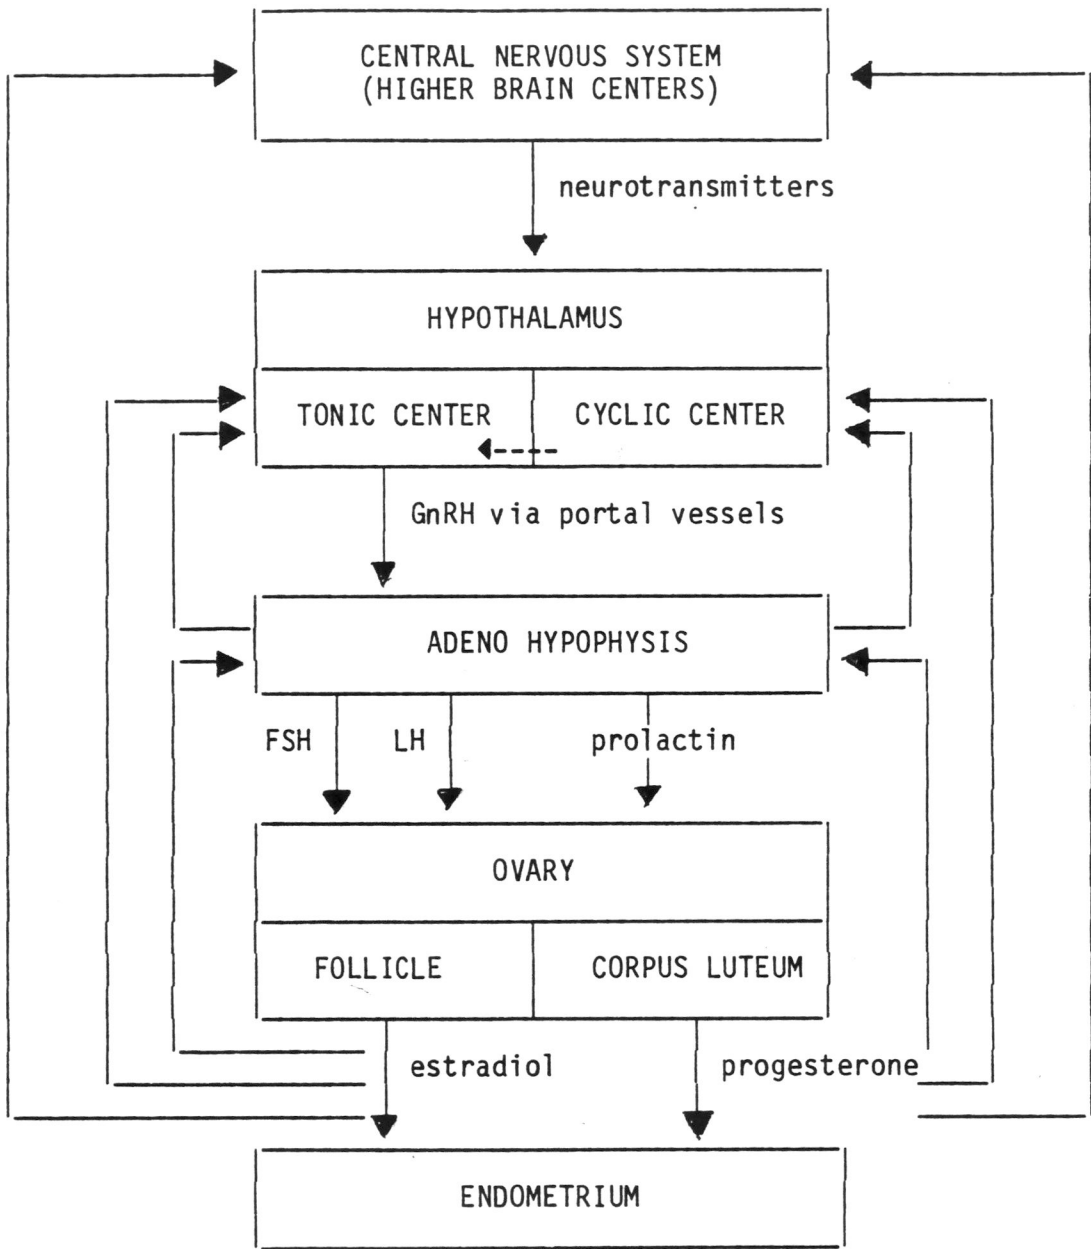 CENTRAL NERVOUS SYSTEM
(HIGHER BRAIN CENTERS)
neurotransmitters
HYPOTHALAMUS
TONIC CENTER
CYCLIC CENTER
GnRH via portal vessels
ADENO HYPOPHYSIS
FSH
LH
prolactin
OVARY
FOLLICLE
CORPUS LUTEUM
estradiol
progesterone
ENDOMETRIUM